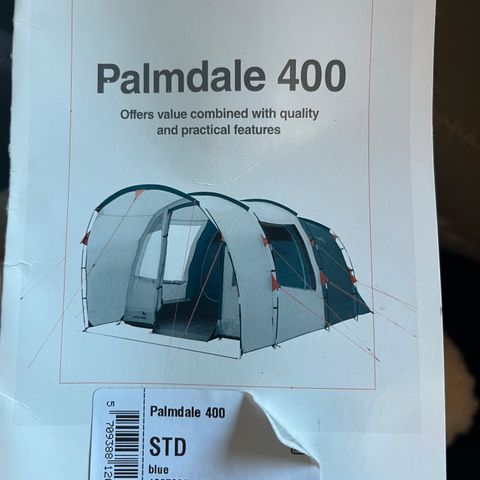 Palmdale 400
Offers value combined with quality
and practical features
Palmdale 400
STD
blue